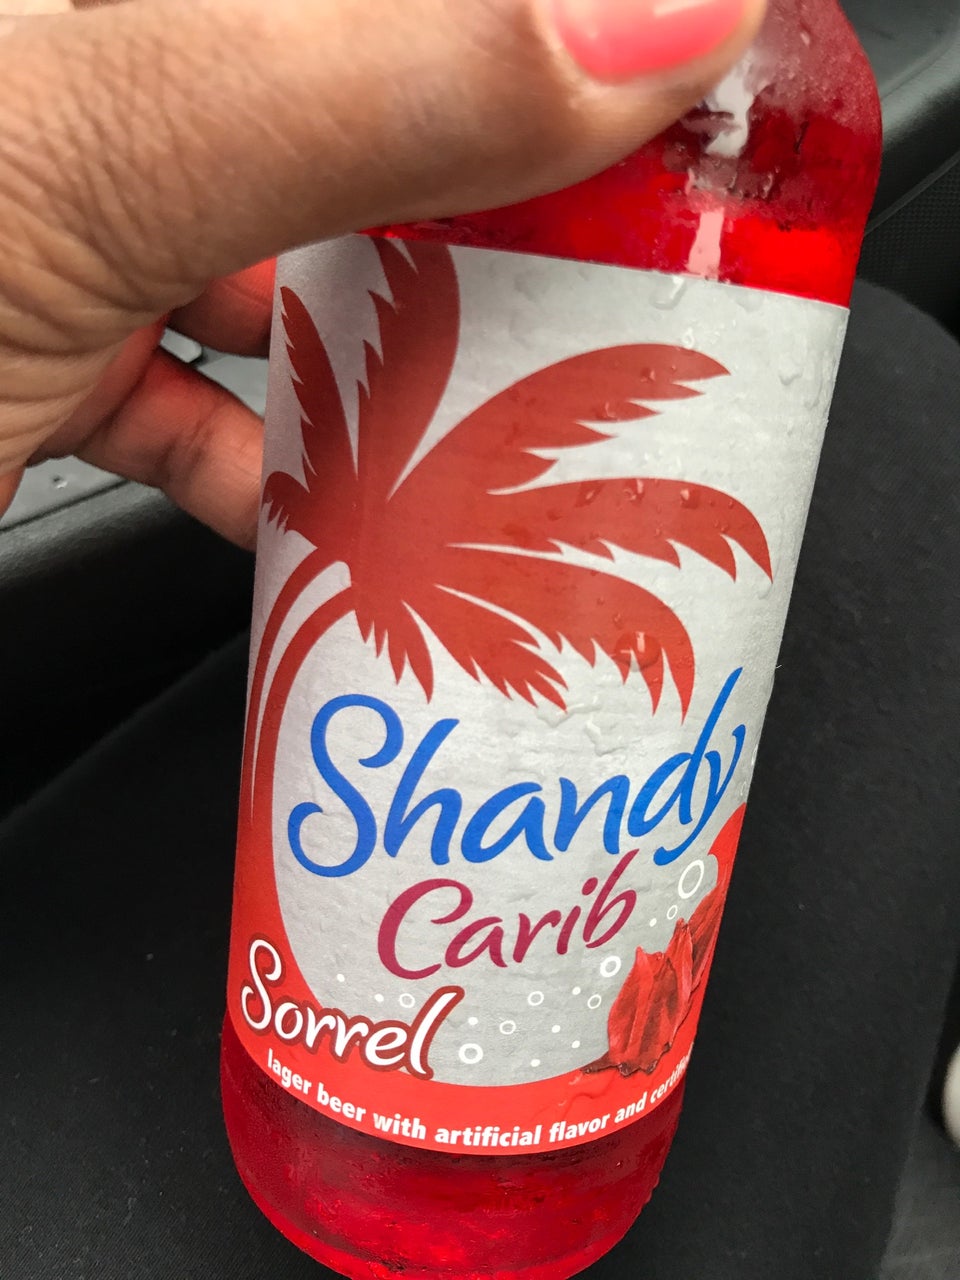 Shandy
Carib
Sorrel
lager beer with artificial flavor and